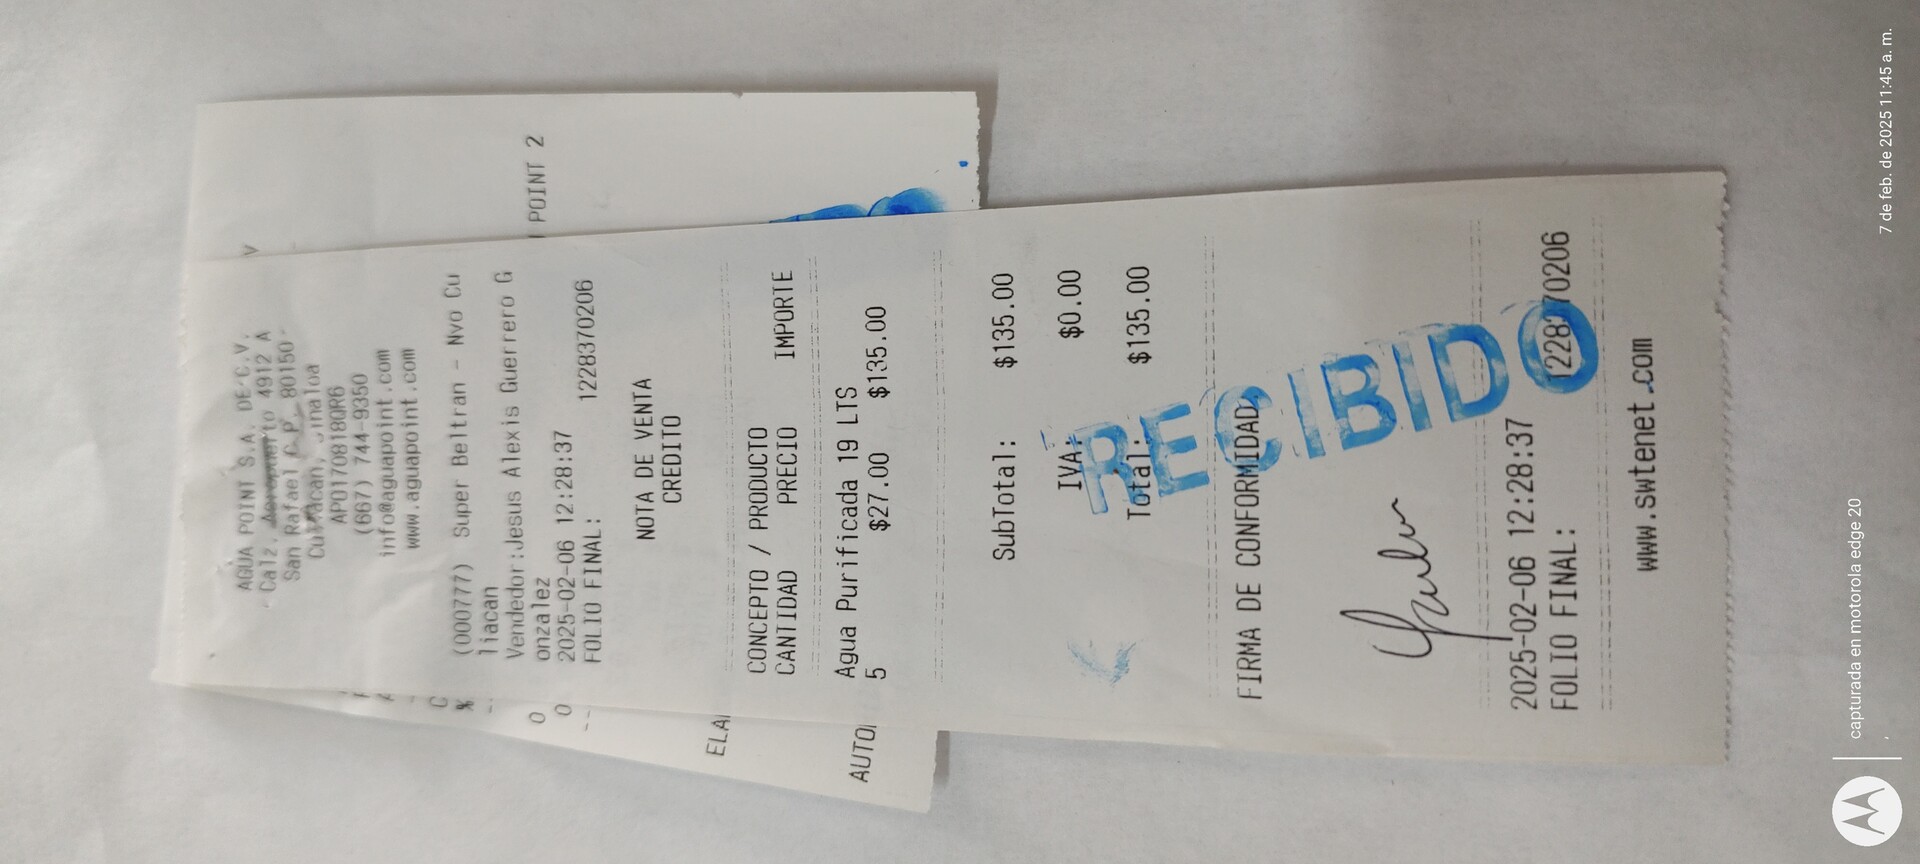 AGUA POINT S.A. DE C.V.
Calz. Aeropuerto 4912 A
San Rafael C.P. 80150
Culiacan, Sinaloa
APO1708180R6
(667) 744-9350
info@aguapoint.com
www.aguapoint.com
(000777) Super Beltran - Nvo Cu
liacan
Vendedor:Jesus Alexis Guerrero G
onzalez
2025-02-06 12:28:37
FOLIO FINAL: 1228370206
NOTA DE VENTA
CREDITO
CONCEPTO / PRODUCTO
CANTIDAD PRECIO IMPORTE
Agua Purificada 19 LTS
5 $27.00 $135.00
SubTotal: $135.00
IVA: $0.00
Total: $135.00
RECIBIDO
FIRMA DE CONFORMIDAD
2025-02-06 12:28:37
FOLIO FINAL: 1228370206
www.swtenet.com
POINT 2
ELA
AUTO
capturada en motorola edge 20
7 de feb. de 2025 11:45 a. m.